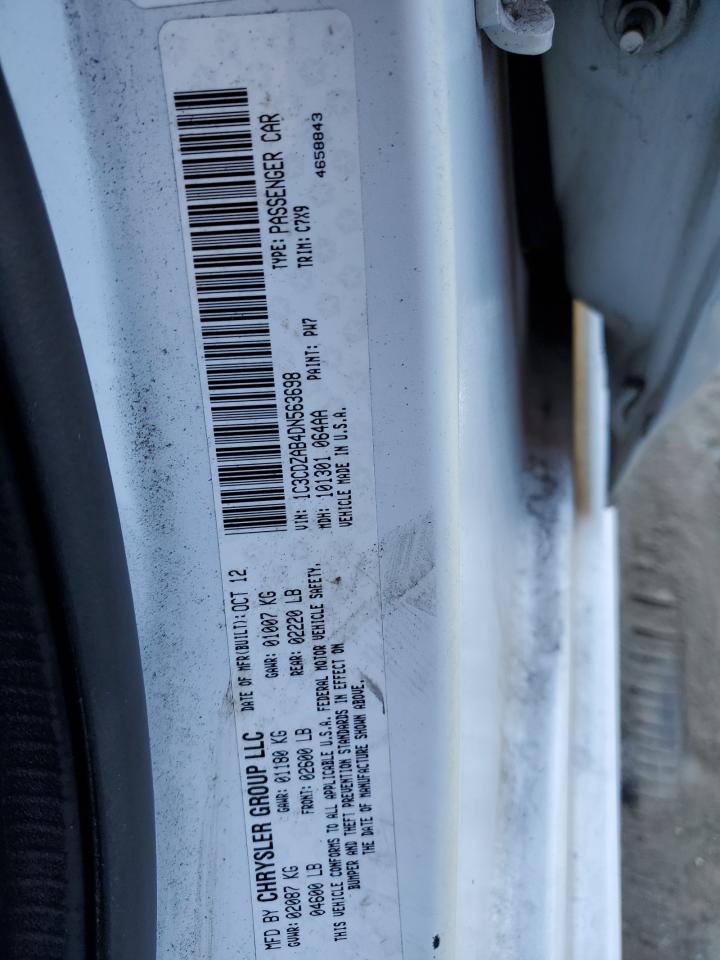 MFD BY CHRYSLER GROUP LLC DATE OF MFR(BUILT):OCT 12
GVWR: 02087 KG GAWR: 01180 KG GAWR: 01007 KG
04600 LB FRONT: 02600 LB REAR: 02220 LB
THIS VEHICLE CONFORMS TO ALL APPLICABLE U.S.A. FEDERAL MOTOR VEHICLE SAFETY,
BUMPER AND THEFT PREVENTION STANDARDS IN EFFECT ON
THE DATE OF MANUFACTURE SHOWN ABOVE.
VIN: 1C3CDZAB4DN563698 TYPE: PASSENGER CAR
MDH: 101301 064AA PAINT: PW7 TRIM: C7X9
VEHICLE MADE IN U.S.A. 4658843